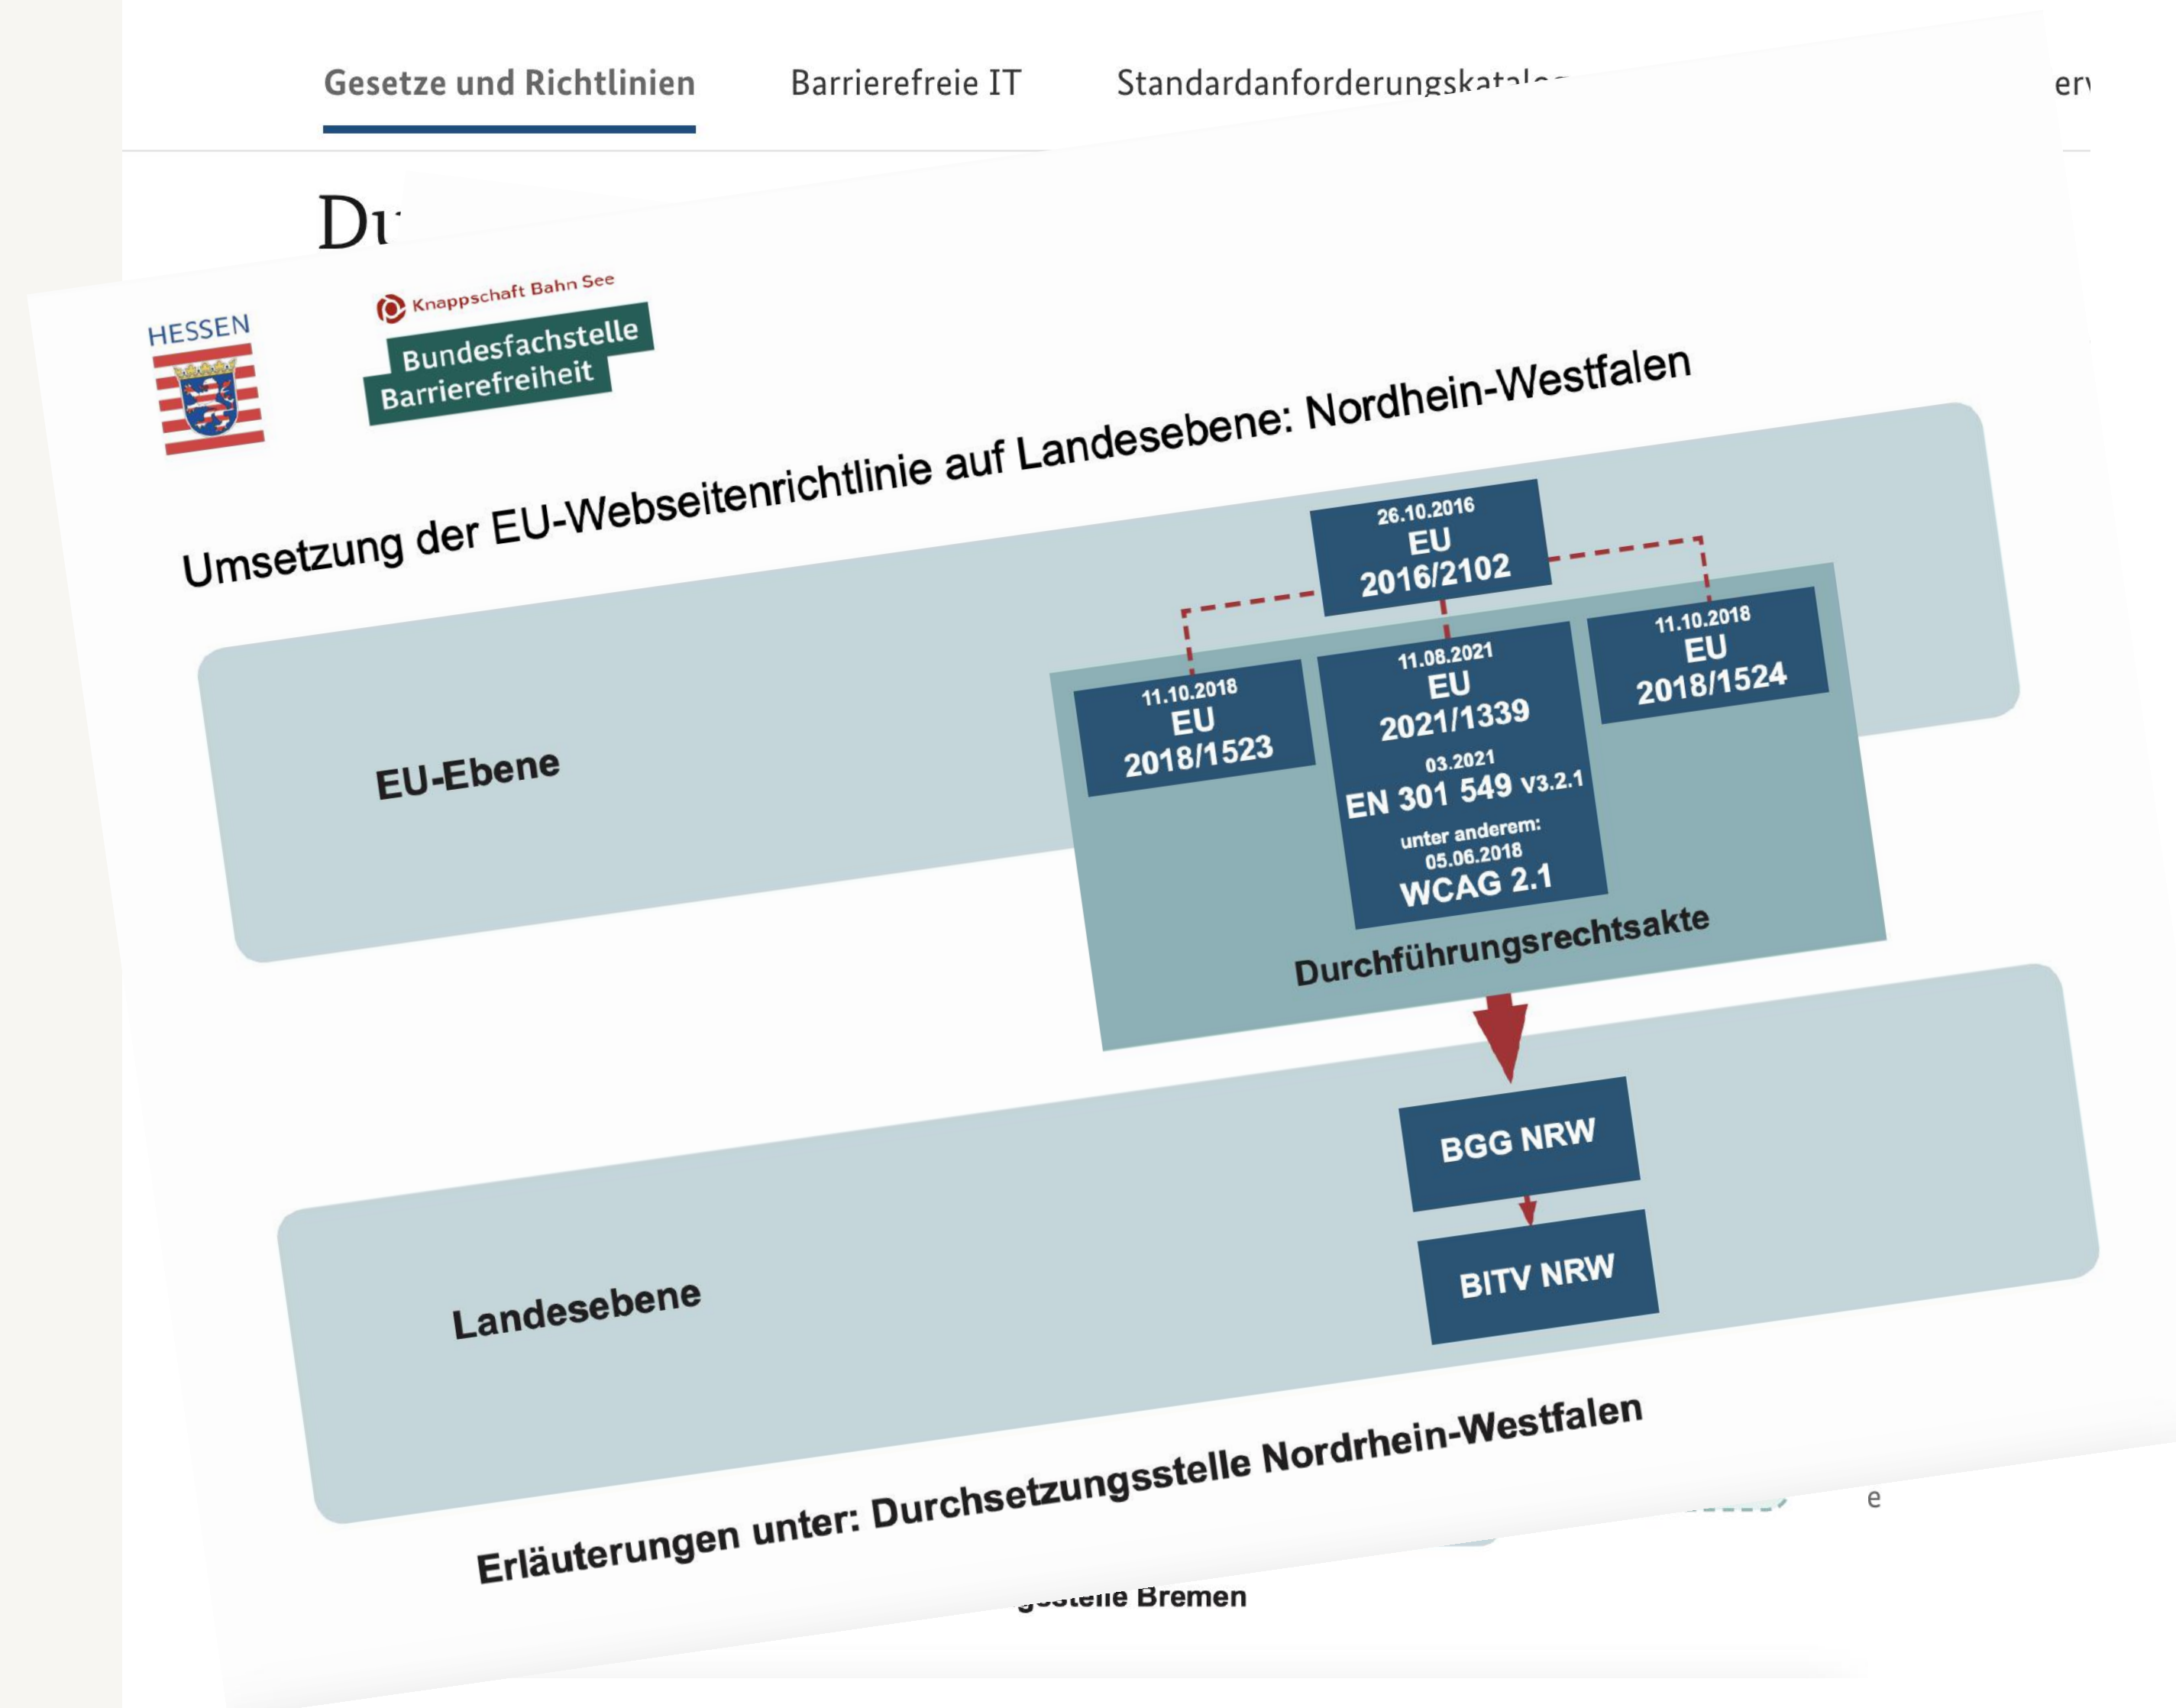 Gesetze und Richtlinien
Barrierefreie IT
HESSEN
Knappschaft Bahn See
Bundesfachstelle
Barrierefreiheit
Umsetzung der EU-Webseitenrichtlinie auf Landesebene: Nordhein-Westfalen
EU-Ebene
26.10.2016
EU
2016/2102
11.10.2018
EU
2018/1523
11.08.2021
EU
2021/1339
03.2021
EN 301 549 V3.2.1
unter anderem:
05.06.2018
WCAG 2.1
11.10.2018
EU
2018/1524
Durchführungsrechtsakte
Landesebene
BGG NRW
BITV NRW
Erläuterungen unter: Durchsetzungsstelle Nordrhein-Westfalen
e
Bremen